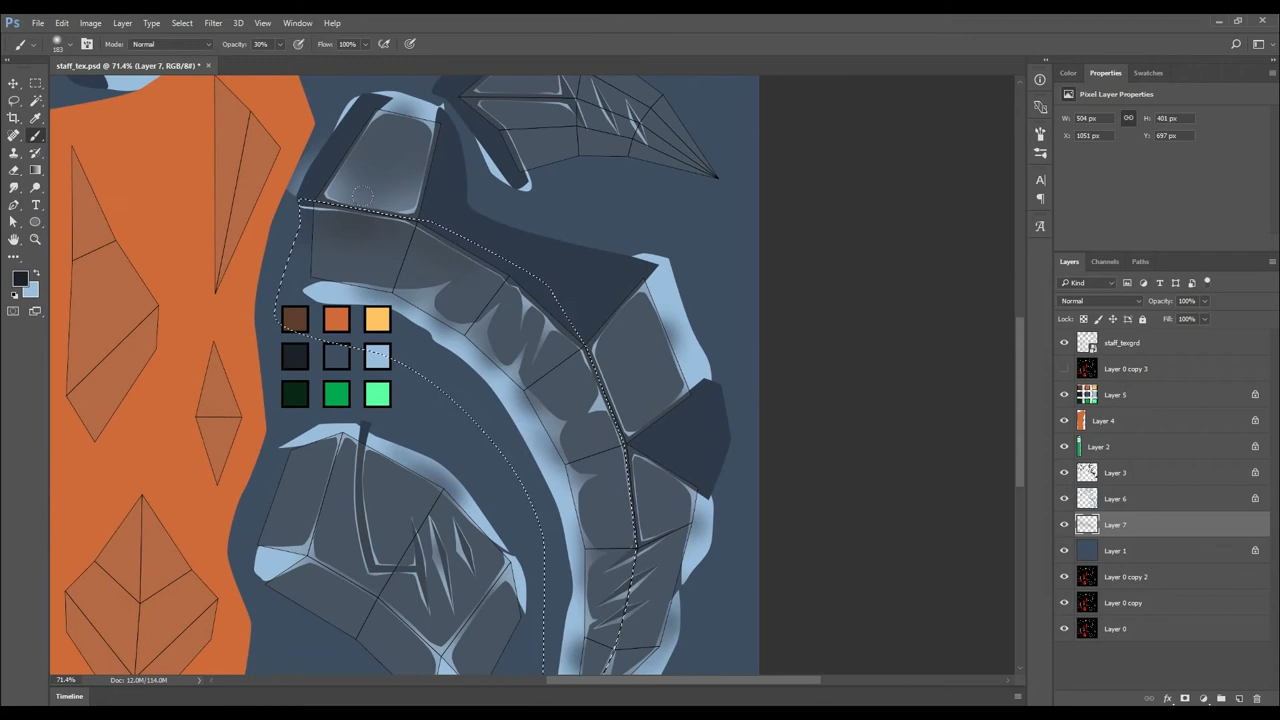 Ps File Edit Image Layer Type Select Filter 3D View Window Help
183 Mode: Normal Opacity: 30% Flow: 100%
staff_tex.psd @ 71.4% (Layer 7, RGB/8#) * ×
Color Properties Swatches
Pixel Layer Properties
W: 504 px H: 401 px
X: 1051 px Y: 697 px
Layers Channels Paths
Kind
Normal Opacity: 100%
Lock: Fill: 100%
staff_texgrd
Layer 0 copy 3
Layer 5
Layer 4
Layer 2
Layer 3
Layer 6
Layer 7
Layer 1
Layer 0 copy 2
Layer 0 copy
Layer 0
71.4% Doc: 12.0M/114.0M
Timeline
fx